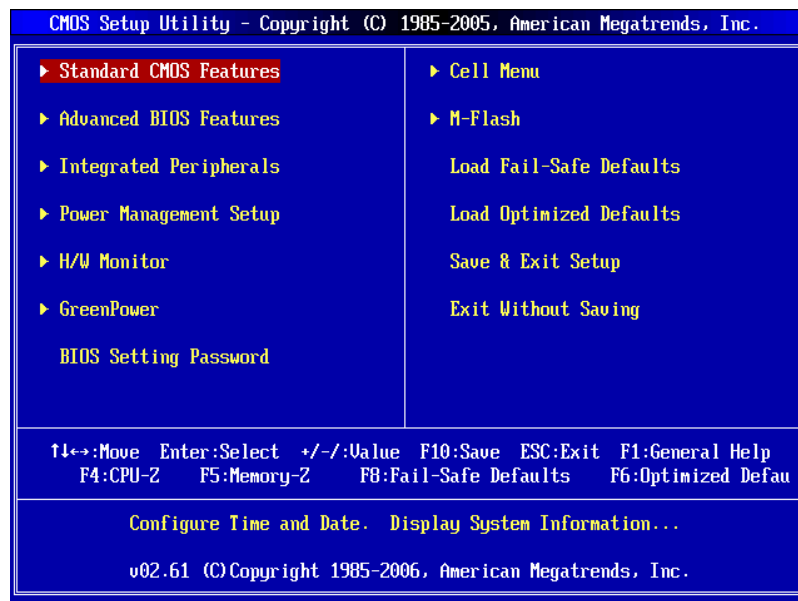 CMOS Setup Utility - Copyright (C) 1985-2005, American Megatrends, Inc.
Standard CMOS Features
Advanced BIOS Features
Integrated Peripherals
Power Management Setup
H/W Monitor
GreenPower
BIOS Setting Password
Cell Menu
M-Flash
Load Fail-Safe Defaults
Load Optimized Defaults
Save & Exit Setup
Exit Without Saving
↑↓←→:Move Enter:Select +/-/:Value F10:Save ESC:Exit F1:General Help
F4:CPU-Z F5:Memory-Z F8:Fail-Safe Defaults F6:Optimized Defau
Configure Time and Date. Display System Information...
v02.61 (C)Copyright 1985-2006, American Megatrends, Inc.